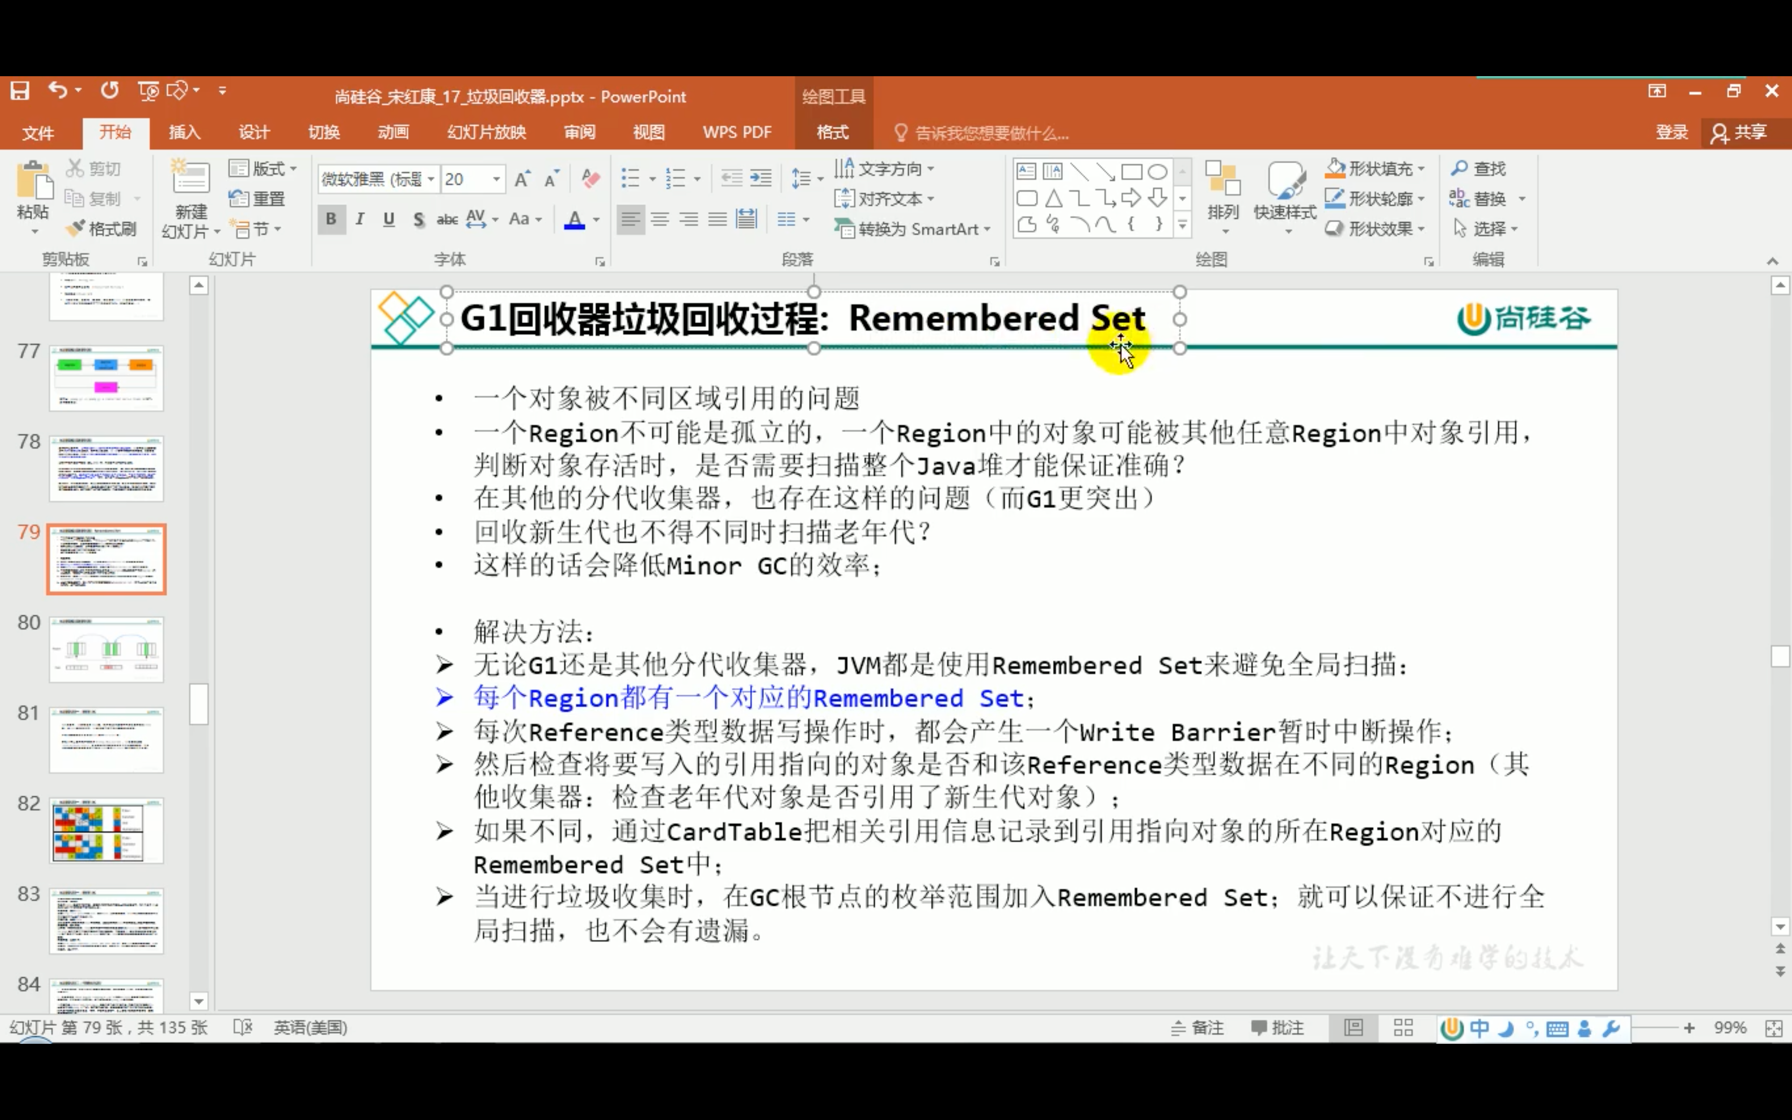 尚硅谷_宋红康_17_垃圾回收器.pptx - PowerPoint
绘图工具
文件 开始 插入 设计 切换 动画 幻灯片放映 审阅 视图 WPS PDF 格式 告诉我您想要做什么... 登录 共享
粘贴 剪切 复制 格式刷
新建 幻灯片 版式 重置 节
微软雅黑 (标题 20
B I U S abc AV Aa A
文字方向 对齐文本 转换为 SmartArt
排列 快速样式 形状填充 形状轮廓 形状效果
查找 替换 选择
剪贴板 幻灯片 字体 段落 绘图 编辑
77
78
79
80
81
82
83
84
G1回收器垃圾回收过程: Remembered Set
尚硅谷
• 一个对象被不同区域引用的问题
• 一个Region不可能是孤立的，一个Region中的对象可能被其他任意Region中对象引用，
判断对象存活时，是否需要扫描整个Java堆才能保证准确？
• 在其他的分代收集器，也存在这样的问题（而G1更突出）
• 回收新生代也不得不同时扫描老年代？
• 这样的话会降低Minor GC的效率；
• 解决方法：
➢ 无论G1还是其他分代收集器，JVM都是使用Remembered Set来避免全局扫描：
➢ 每个Region都有一个对应的Remembered Set；
➢ 每次Reference类型数据写操作时，都会产生一个Write Barrier暂时中断操作；
➢ 然后检查将要写入的引用指向的对象是否和该Reference类型数据在不同的Region（其
他收集器：检查老年代对象是否引用了新生代对象）；
➢ 如果不同，通过CardTable把相关引用信息记录到引用指向对象的所在Region对应的
Remembered Set中；
➢ 当进行垃圾收集时，在GC根节点的枚举范围加入Remembered Set；就可以保证不进行全
局扫描，也不会有遗漏。
让天下没有难学的技术
幻灯片 第 79 张，共 135 张 英语(美国) 备注 批注 中 99%